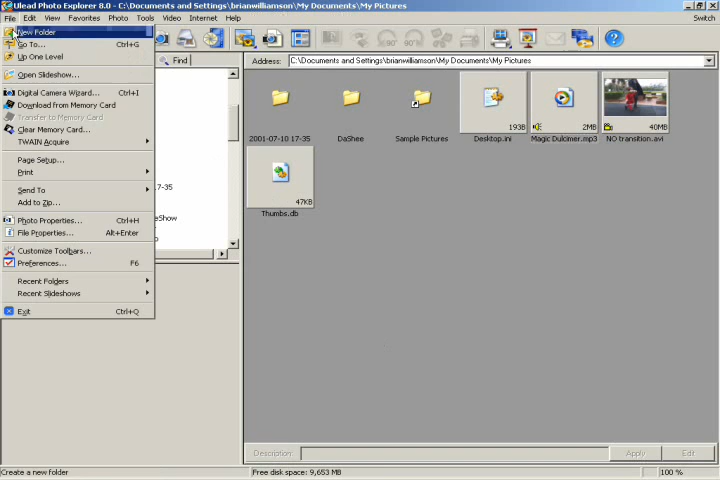 Ulead Photo Explorer 8.0 - C:\Documents and Settings\brianwilliamson\My Documents\My Pictures
File Edit View Favorites Photo Tools Video Internet Help Switch
New Folder
Go To... Ctrl+G
Up One Level
Open Slideshow...
Digital Camera Wizard... Ctrl+I
Download from Memory Card
Transfer to Memory Card
Clear Memory Card...
TWAIN Acquire
Page Setup...
Print
Send To
Add to Zip...
Photo Properties... Ctrl+H
File Properties... Alt+Enter
Customize Toolbars...
Preferences... F6
Recent Folders
Recent Slideshows
Exit Ctrl+Q
Find
7-35
eShow
Address: C:\Documents and Settings\brianwilliamson\My Documents\My Pictures
90° 90°
193B 2MB 40MB
2001-07-10 17-35 DaShee Sample Pictures Desktop.ini Magic Dulcimer.mp3 NO transition.avi
47KB
Thumbs.db
Description: Apply Edit
Create a new folder Free disk space: 9,653 MB 100 %